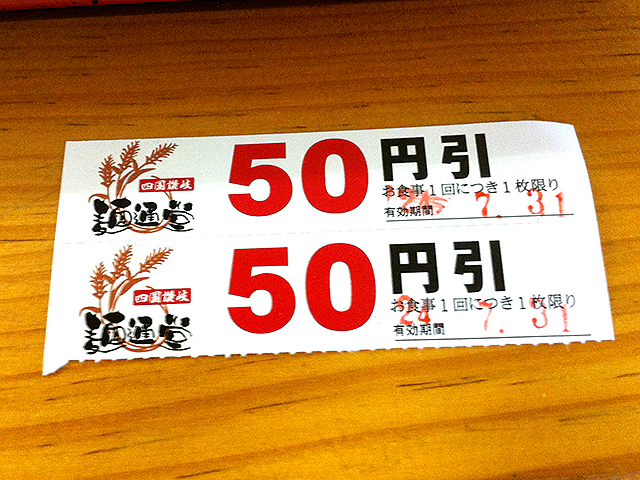 四國讃岐
麺通堂
50円引
お食事1回につき1枚限り
有効期間 7.31
四國讃岐
麺通堂
50円引
お食事1回につき1枚限り
有効期間 24 7.31